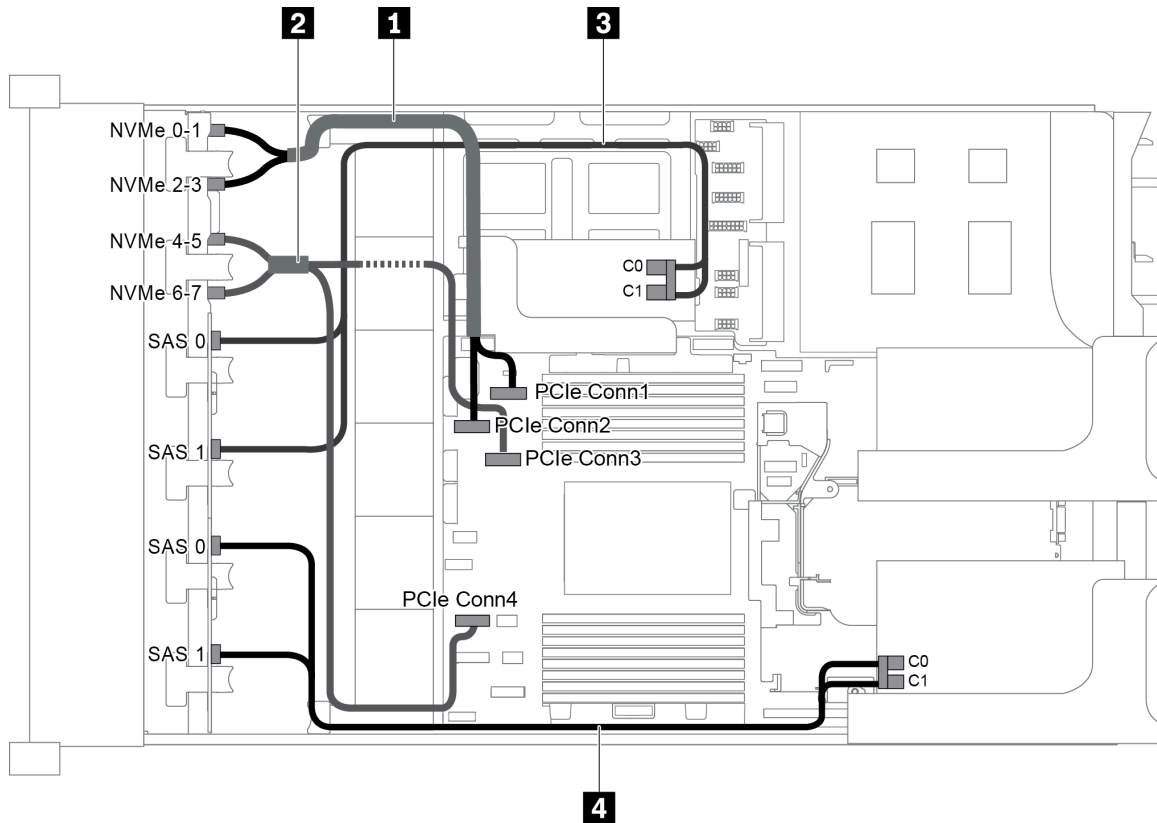 2
1
3
NVMe 0-1
NVMe 2-3
NVMe 4-5
NVMe 6-7
C0
C1
SAS 0
PCIe Conn1
PCIe Conn2
SAS 1
PCIe Conn3
SAS 0
PCIe Conn4
SAS 1
C0
C1
4